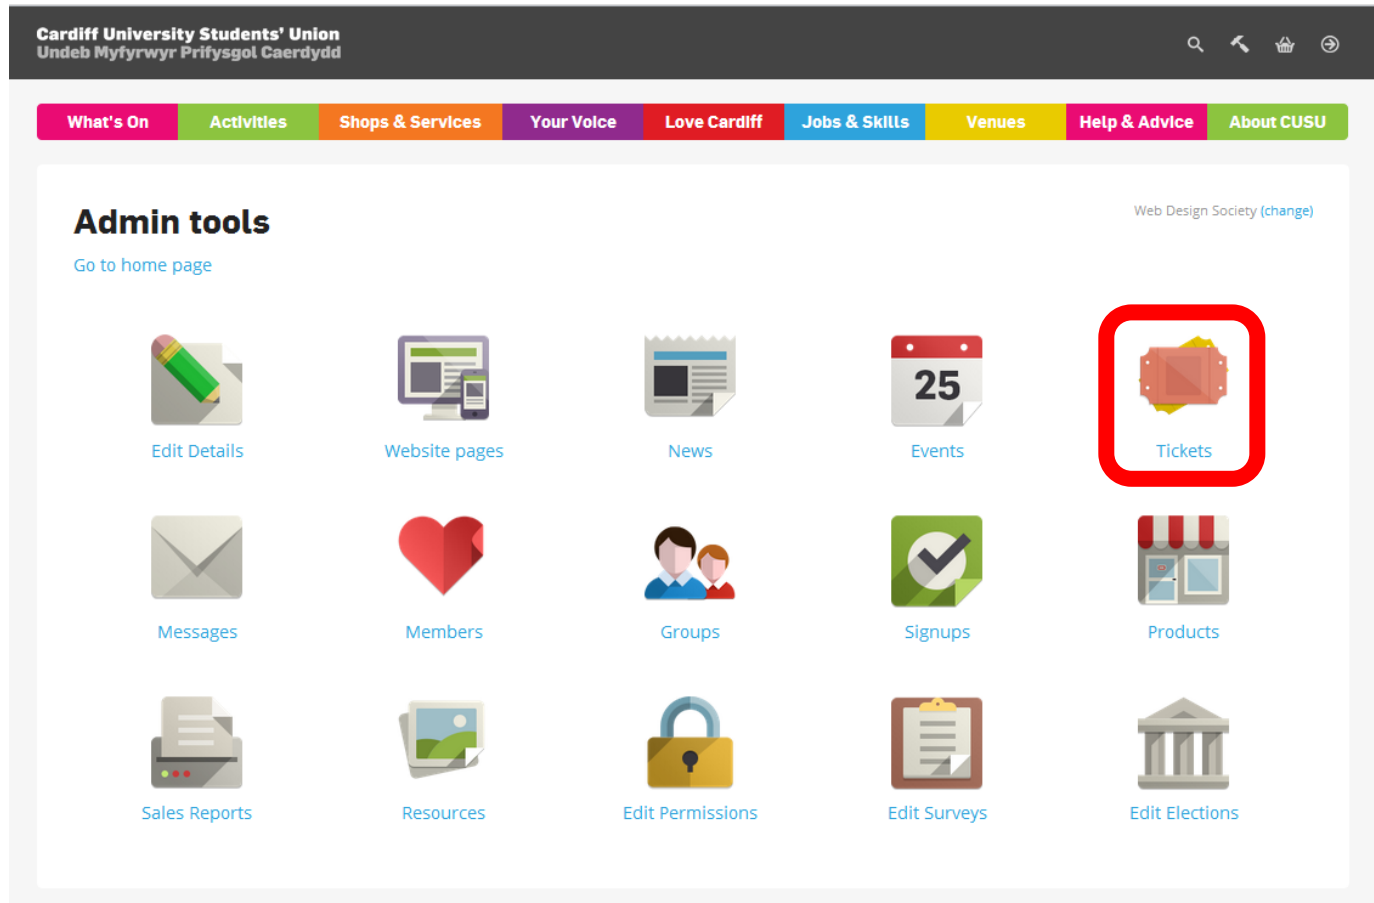 Cardiff University Students' Union
Undeb Myfyrwyr Prifysgol Caerdydd
What's On Activities Shops & Services Your Voice Love Cardiff Jobs & Skills Venues Help & Advice About CUSU
Admin tools
Web Design Society (change)
Go to home page
25
Edit Details Website pages News Events Tickets
Messages Members Groups Signups Products
Sales Reports Resources Edit Permissions Edit Surveys Edit Elections